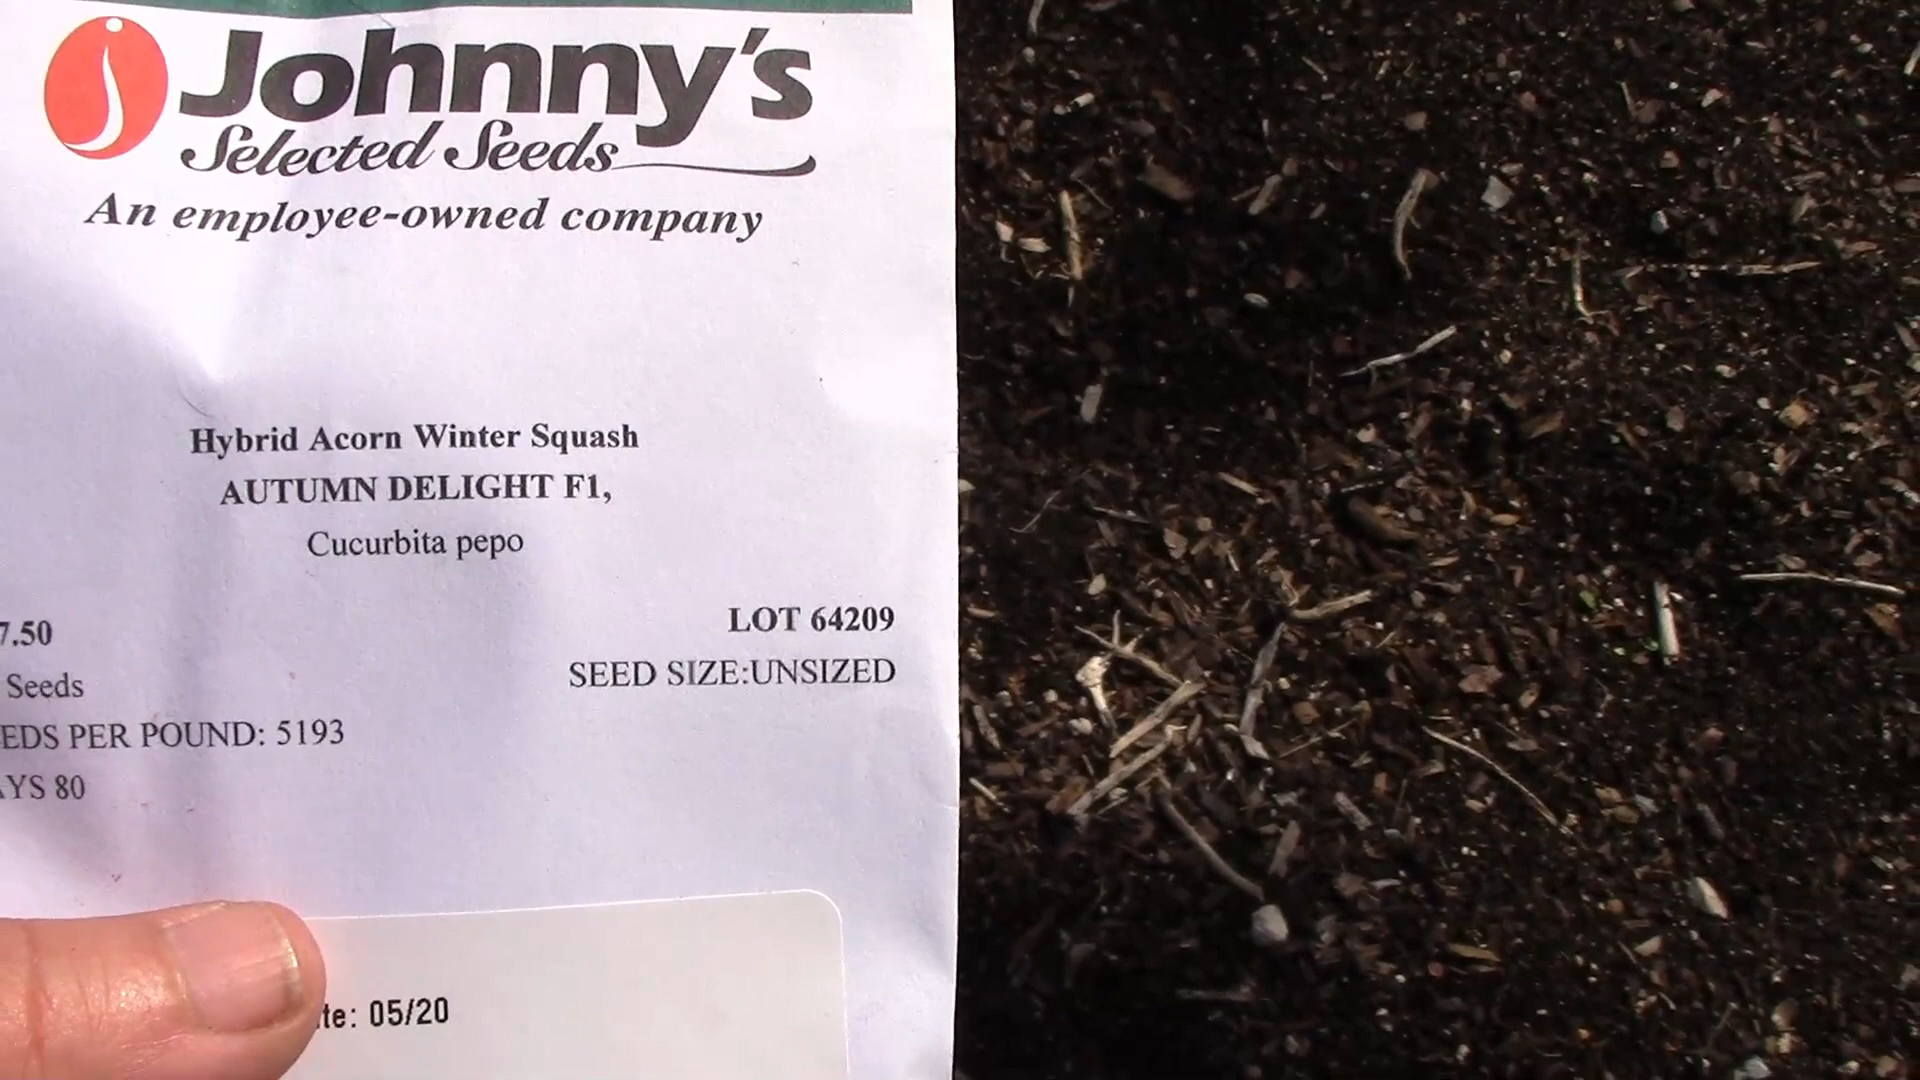 Johnny's
Selected Seeds
An employee-owned company
Hybrid Acorn Winter Squash
AUTUMN DELIGHT F1,
Cucurbita pepo
7.50
LOT 64209
Seeds
SEED SIZE:UNSIZED
EDS PER POUND: 5193
AYS 80
te: 05/20